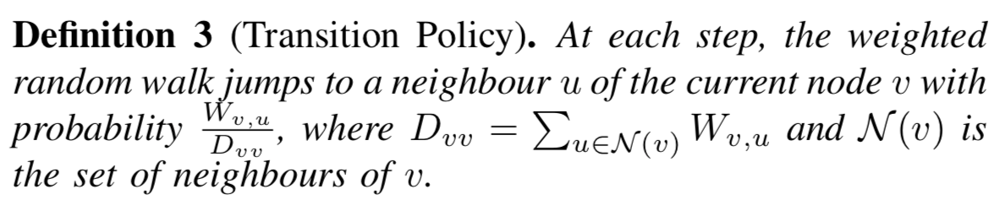 Definition 3 (Transition Policy). At each step, the weighted
random walk jumps to a neighbour u of the current node v with
probability $\frac{W_{v,u}}{D_{vv}}$, where $D_{vv} = \sum_{u \in \mathcal{N}(v)} W_{v,u}$ and $\mathcal{N}(v)$ is
the set of neighbours of v.